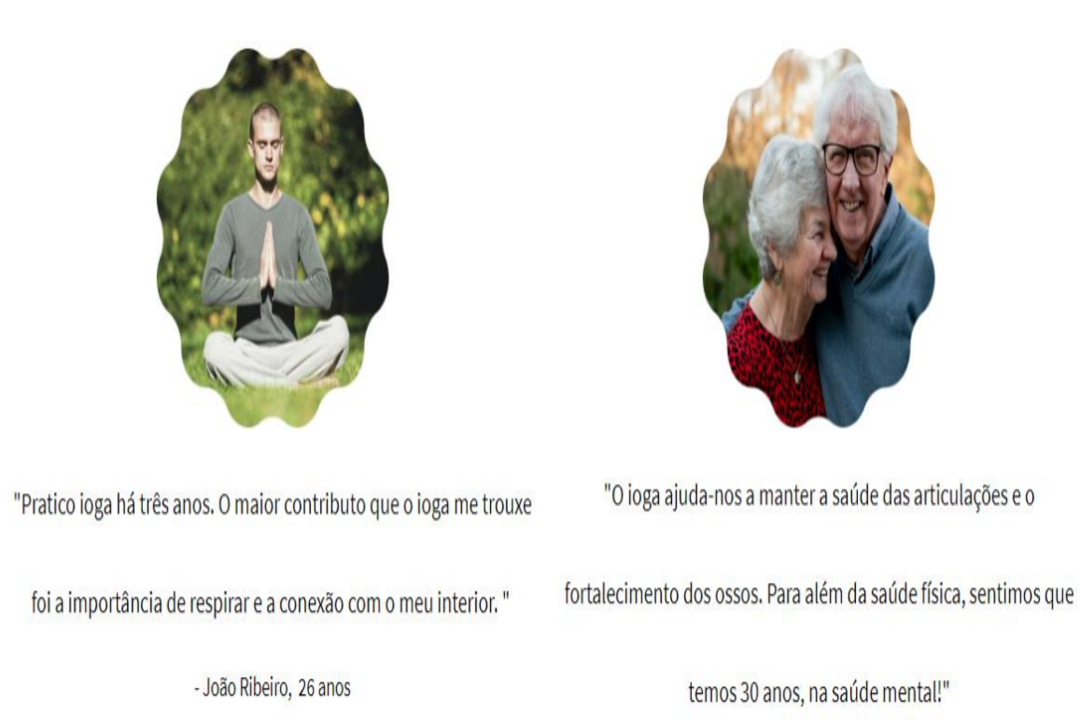 "Pratico ioga há três anos. O maior contributo que o ioga me trouxe
foi a importância de respirar e a conexão com o meu interior. "
- João Ribeiro, 26 anos
"O ioga ajuda-nos a manter a saúde das articulações e o
fortalecimento dos ossos. Para além da saúde física, sentimos que
temos 30 anos, na saúde mental!"